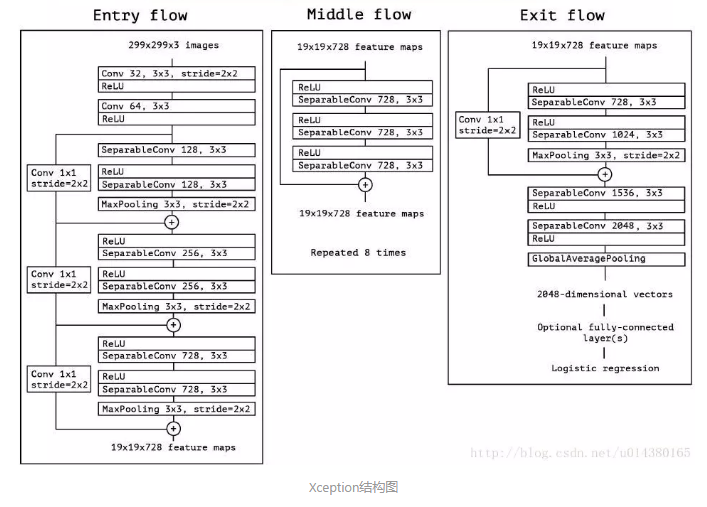 Entry flow
299x299x3 images
Conv 32, 3x3, stride=2x2
ReLU
Conv 64, 3x3
ReLU
SeparableConv 128, 3x3
Conv 1x1
stride=2x2
ReLU
SeparableConv 128, 3x3
MaxPooling 3x3, stride=2x2
+
ReLU
SeparableConv 256, 3x3
Conv 1x1
stride=2x2
ReLU
SeparableConv 256, 3x3
MaxPooling 3x3, stride=2x2
+
ReLU
SeparableConv 728, 3x3
Conv 1x1
stride=2x2
ReLU
SeparableConv 728, 3x3
MaxPooling 3x3, stride=2x2
+
19x19x728 feature maps
Middle flow
19x19x728 feature maps
ReLU
SeparableConv 728, 3x3
ReLU
SeparableConv 728, 3x3
ReLU
SeparableConv 728, 3x3
+
19x19x728 feature maps
Repeated 8 times
Exit flow
19x19x728 feature maps
ReLU
SeparableConv 728, 3x3
Conv 1x1
stride=2x2
ReLU
SeparableConv 1024, 3x3
MaxPooling 3x3, stride=2x2
+
SeparableConv 1536, 3x3
ReLU
SeparableConv 2048, 3x3
ReLU
GlobalAveragePooling
2048-dimensional vectors
Optional fully-connected
layer(s)
Logistic regression
http://blog.csdn.net/u014380165
Xception结构图